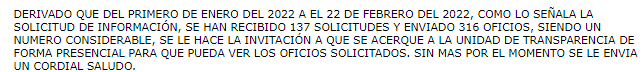 DERIVADO QUE DEL PRIMERO DE ENERO DEL 2022 A EL 22 DE FEBRERO DEL 2022, COMO LO SEÑALA LA
SOLICITUD DE INFORMACIÓN, SE HAN RECIBIDO 137 SOLICITUDES Y ENVIADO 316 OFICIOS, SIENDO UN
NUMERO CONSIDERABLE, SE LE HACE LA INVITACIÓN A QUE SE ACERQUE A LA UNIDAD DE TRANSPARENCIA DE
FORMA PRESENCIAL PARA QUE PUEDA VER LOS OFICIOS SOLICITADOS. SIN MAS POR EL MOMENTO SE LE ENVIA
UN CORDIAL SALUDO.